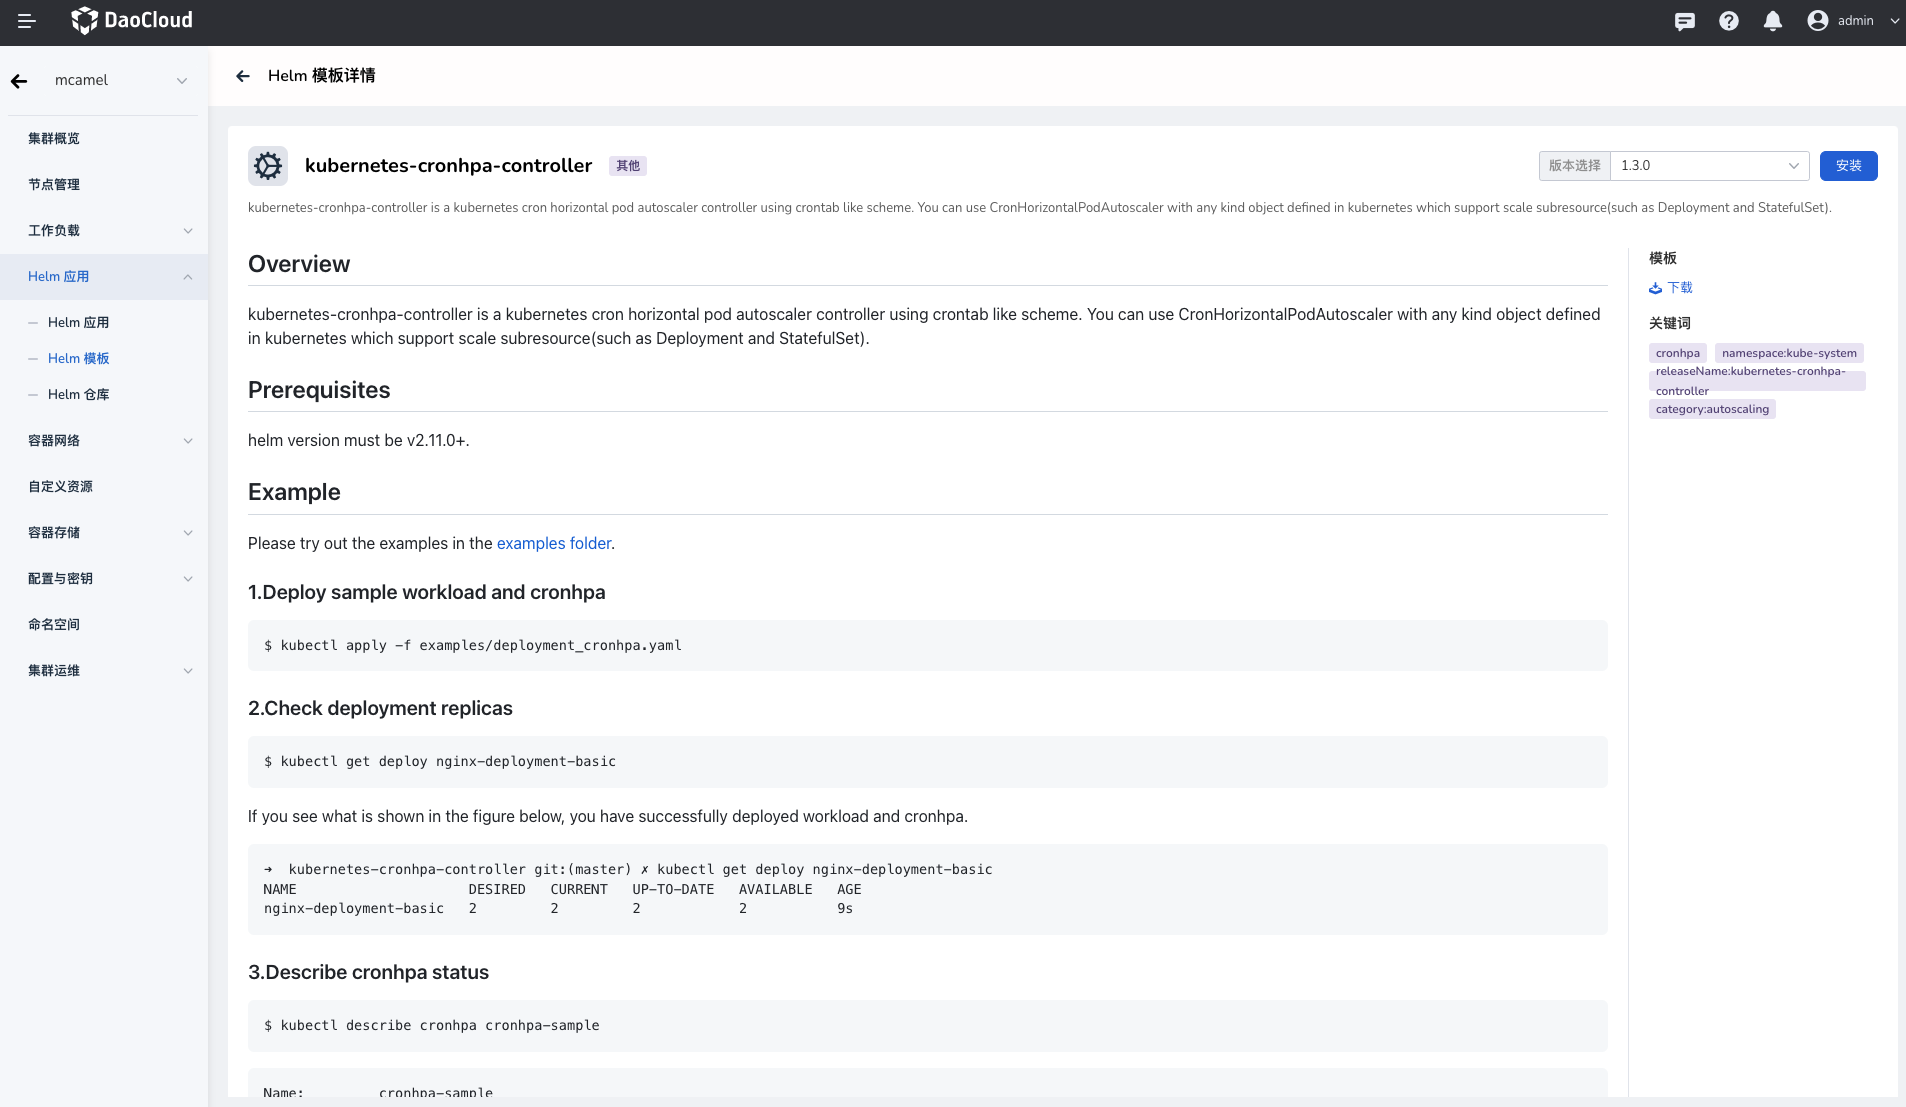 DaoCloud
admin
mcamel
集群概览
节点管理
工作负载
Helm 应用
Helm 应用
Helm 模板
Helm 仓库
容器网络
自定义资源
容器存储
配置与密钥
命名空间
集群运维
Helm 模板详情
kubernetes-cronhpa-controller 其他
版本选择 1.3.0 安装
kubernetes-cronhpa-controller is a kubernetes cron horizontal pod autoscaler controller using crontab like scheme. You can use CronHorizontalPodAutoscaler with any kind object defined in kubernetes which support scale subresource(such as Deployment and StatefulSet).
Overview
kubernetes-cronhpa-controller is a kubernetes cron horizontal pod autoscaler controller using crontab like scheme. You can use CronHorizontalPodAutoscaler with any kind object defined
in kubernetes which support scale subresource(such as Deployment and StatefulSet).
Prerequisites
helm version must be v2.11.0+.
Example
Please try out the examples in the examples folder.
1.Deploy sample workload and cronhpa
$ kubectl apply -f examples/deployment_cronhpa.yaml
2.Check deployment replicas
$ kubectl get deploy nginx-deployment-basic
If you see what is shown in the figure below, you have successfully deployed workload and cronhpa.
➜  kubernetes-cronhpa-controller git:(master) ✗ kubectl get deploy nginx-deployment-basic
NAME                     DESIRED   CURRENT   UP-TO-DATE   AVAILABLE   AGE
nginx-deployment-basic   2         2         2            2           9s
3.Describe cronhpa status
$ kubectl describe cronhpa cronhpa-sample
Name:         cronhpa-sample
模板
下载
关键词
cronhpa namespace:kube-system
releaseName:kubernetes-cronhpa-
controller
category:autoscaling